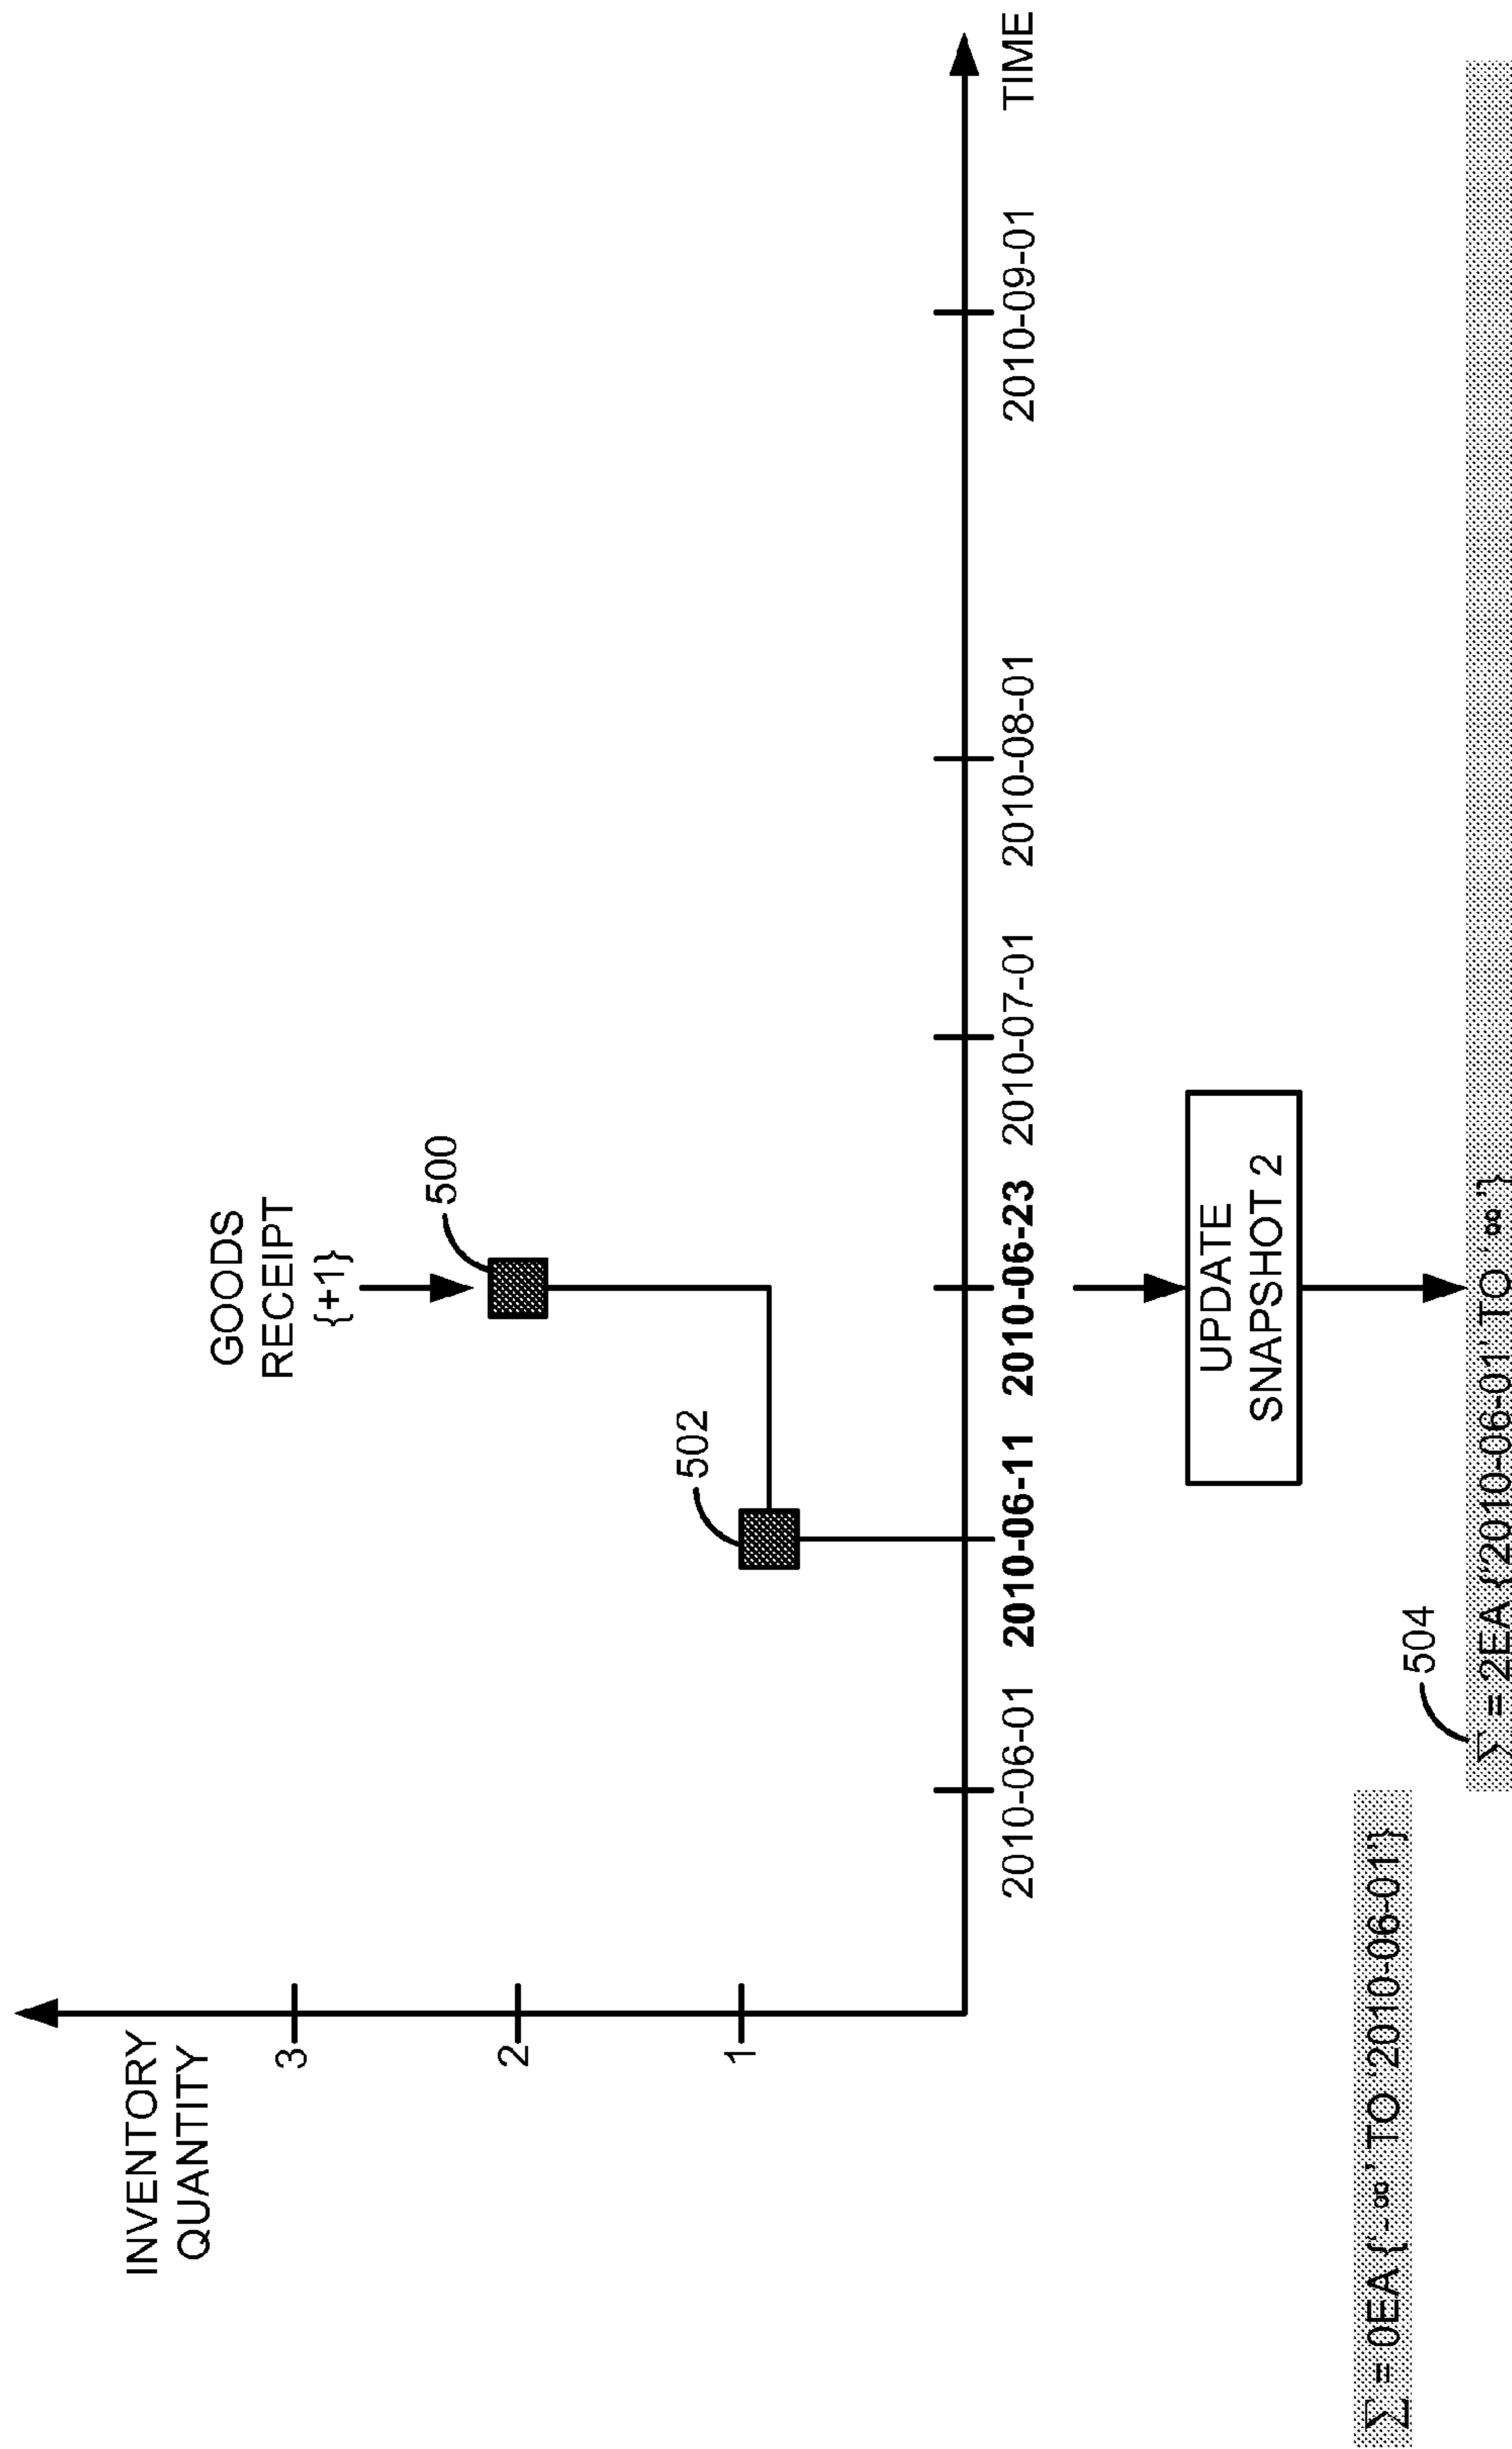 INVENTORY
QUANTITY
3
2
1
GOODS
RECEIPT
{+1}
500
502
2010-06-01
2010-06-11
2010-06-23
2010-07-01
2010-08-01
2010-09-01
TIME
UPDATE
SNAPSHOT 2
∑ = 0EA {‘- ∞ ’ TO ‘2010-06-01’}
504
∑ = 2EA {‘2010-06-01’ TO ‘ ∞ ’}